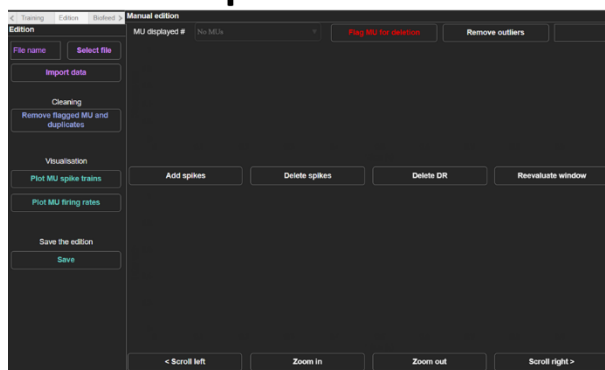 Training Edition Biofeed
Manual edition
Edition
MU displayed # No MUs Flag MU for deletion Remove outliers
File name Select file
Import data
Cleaning
Remove flagged MU and
duplicates
Visualisation
Add spikes Delete spikes Delete DR Reevaluate window
Plot MU spike trains
Plot MU firing rates
Save the edition
Save
< Scroll left Zoom in Zoom out Scroll right >